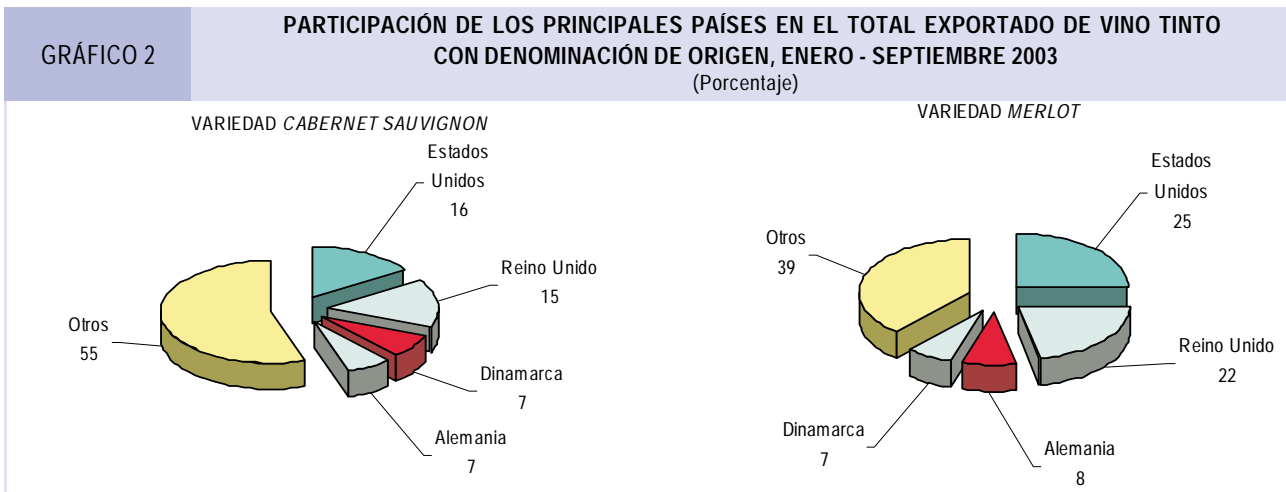 GRÁFICO 2
PARTICIPACIÓN DE LOS PRINCIPALES PAÍSES EN EL TOTAL EXPORTADO DE VINO TINTO
CON DENOMINACIÓN DE ORIGEN, ENERO - SEPTIEMBRE 2003
(Porcentaje)
VARIEDAD CABERNET SAUVIGNON
Estados
Unidos
16
Reino Unido
15
Dinamarca
7
Alemania
7
Otros
55
VARIEDAD MERLOT
Estados
Unidos
25
Reino Unido
22
Alemania
8
Dinamarca
7
Otros
39